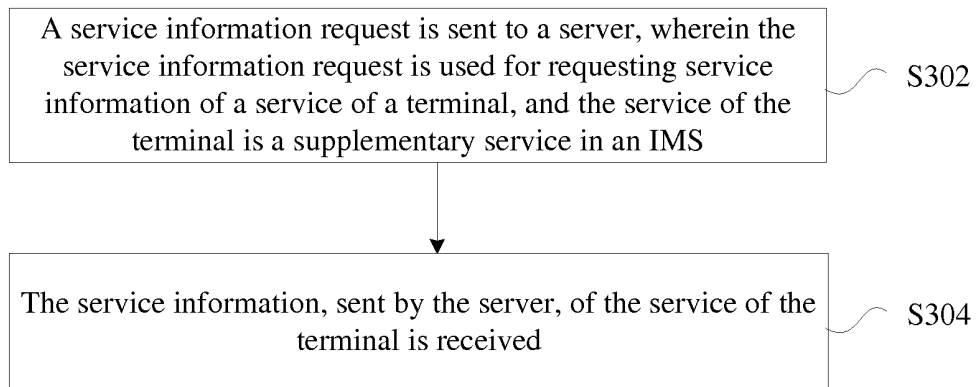 A service information request is sent to a server, wherein the
service information request is used for requesting service
information of a service of a terminal, and the service of the
terminal is a supplementary service in an IMS
S302
The service information, sent by the server, of the service of the
terminal is received
S304